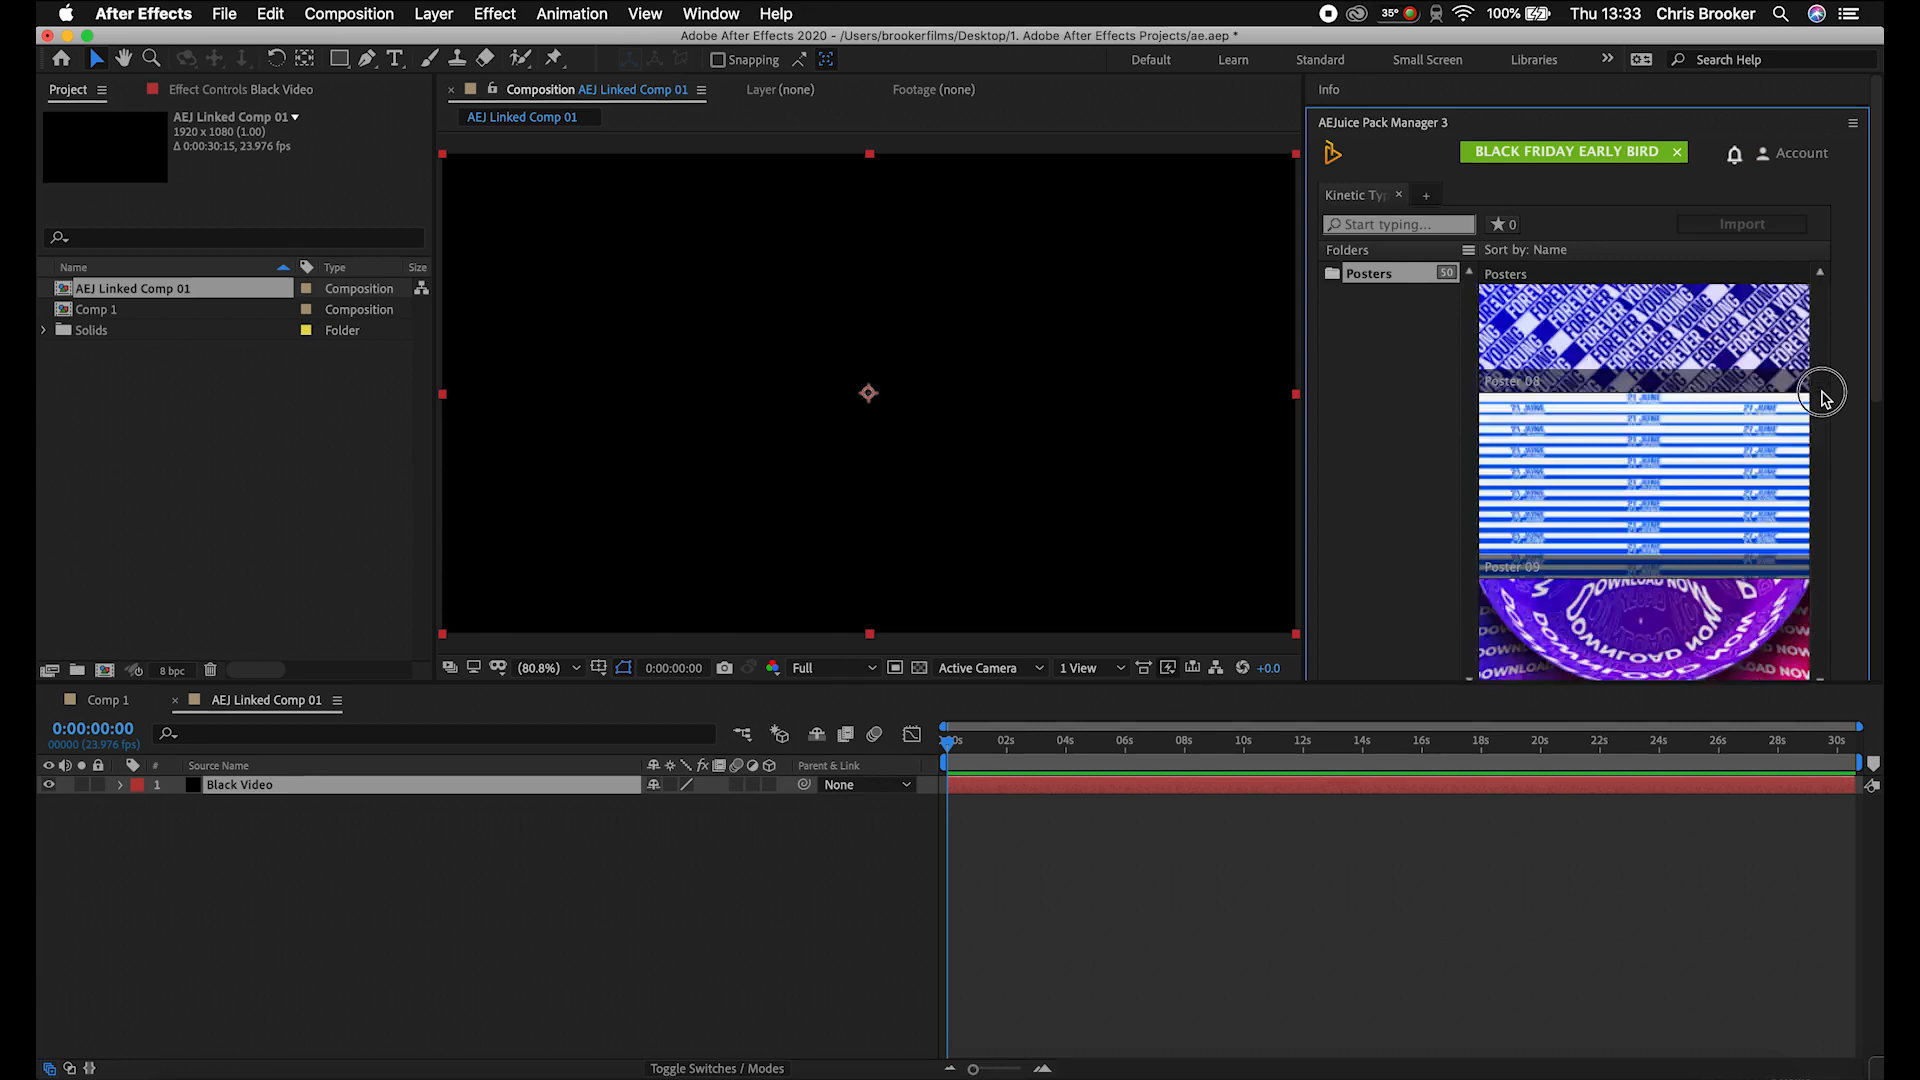 After Effects File Edit Composition Layer Effect Animation View Window Help 35° 100% Thu 13:33 Chris Brooker
Adobe After Effects 2020 - /Users/brookerfilms/Desktop/1. Adobe After Effects Projects/ae.aep *
Snapping Default Learn Standard Small Screen Libraries Search Help
Project Effect Controls Black Video
AEJ Linked Comp 01
1920 x 1080 (1.00)
Δ 0:00:30:15, 23.976 fps
Name Type Size
AEJ Linked Comp 01 Composition
Comp 1 Composition
Solids Folder
8 bpc
Composition AEJ Linked Comp 01 Layer (none) Footage (none)
AEJ Linked Comp 01
(80.8%) 0:00:00:00 Full Active Camera 1 View +0.0
Info
AEJuice Pack Manager 3
BLACK FRIDAY EARLY BIRD × Account
Kinetic Typ × +
Start typing... 0 Import
Folders Sort by: Name
Posters 50 Posters
FOREVER YOUNG
Poster 08
Poster 09
DOWNLOAD NOW
Comp 1 AEJ Linked Comp 01
0:00:00:00
00000 (23.976 fps)
02s 04s 06s 08s 10s 12s 14s 16s 18s 20s 22s 24s 26s 28s 30s
# Source Name fx Parent & Link
1 Black Video None
Toggle Switches / Modes